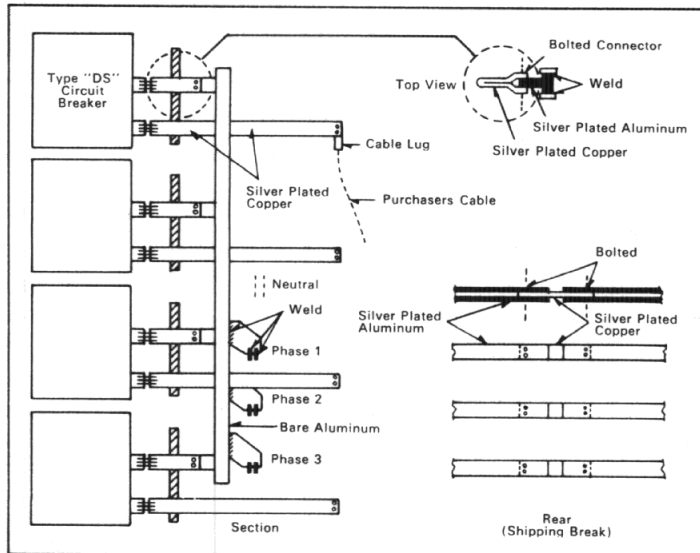 Type "DS"
Circuit
Breaker
Top View
Bolted Connector
Weld
Silver Plated Aluminum
Silver Plated Copper
Cable Lug
Silver Plated
Copper
Purchasers Cable
Neutral
Weld
Phase 1
Phase 2
Bare Aluminum
Phase 3
Section
Bolted
Silver Plated
Aluminum
Silver Plated
Copper
Rear
(Shipping Break)